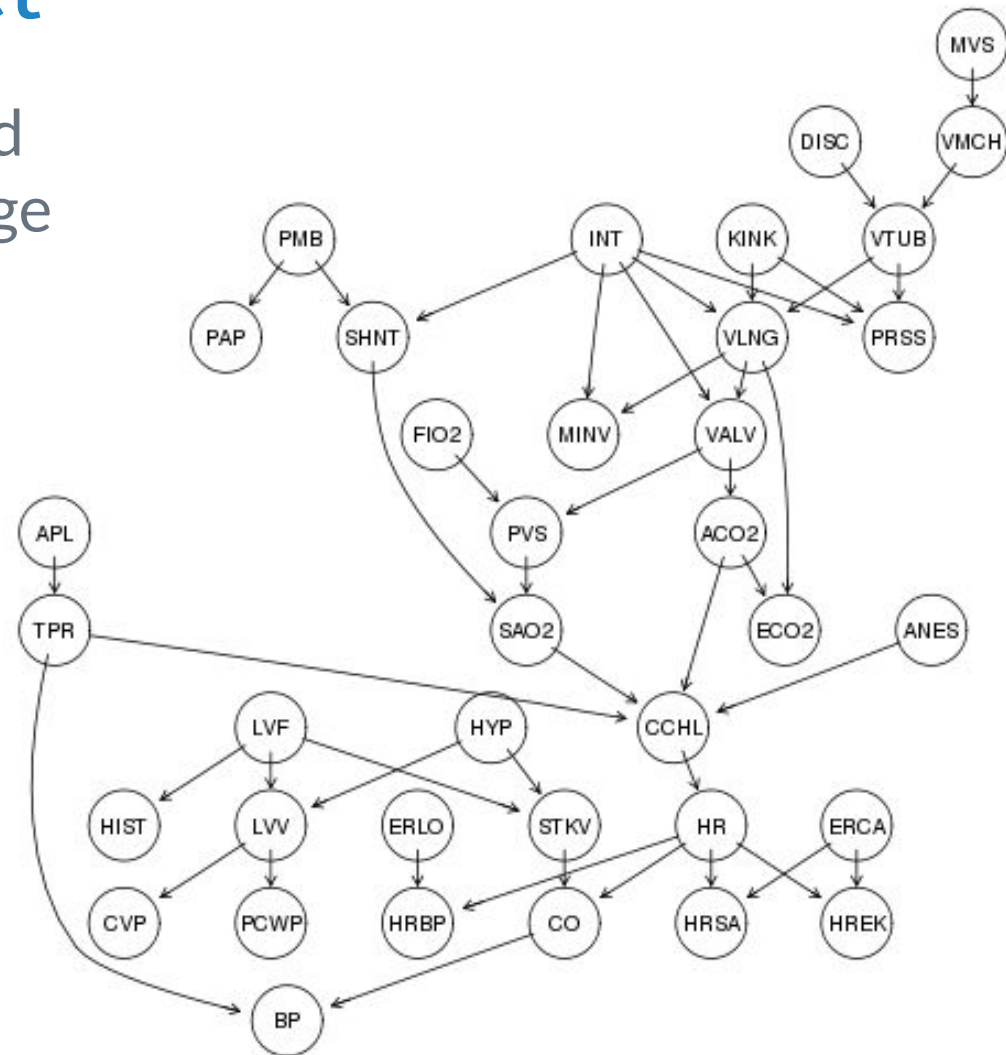 ct
d
ge
MVS
DISC VMCH
PMB INT KINK VTUB
PAP SHNT VLNG PRSS
FIO2 MINV VALV
APL PVS ACO2
TPR SAO2 ECO2 ANES
LVF HYP CCHL
HIST LVV ERLO STKV HR ERCA
CVP PCWP HRBP CO HRSA HREK
BP